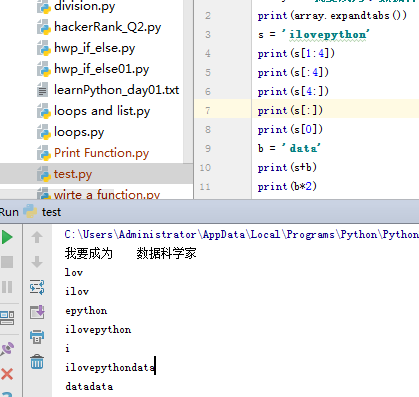 division.py
hackerRank_Q2.py
hwp_if_else.py
hwp_if_else01.py
learnPython_day01.txt
loops and list.py
loops.py
Print Function.py
test.py
wirte a function.py
2 print(array.expandtabs())
3 s = 'ilovepython'
4 print(s[1:4])
5 print(s[:4])
6 print(s[4:])
7 print(s[:])
8 print(s[0])
9 b = 'data'
10 print(s+b)
11 print(b*2)
Run test
C:\Users\Administrator\AppData\Local\Programs\Python\Python
我要成为 数据科学家
lov
ilov
epython
ilovepython
i
ilovepythondata
datadata